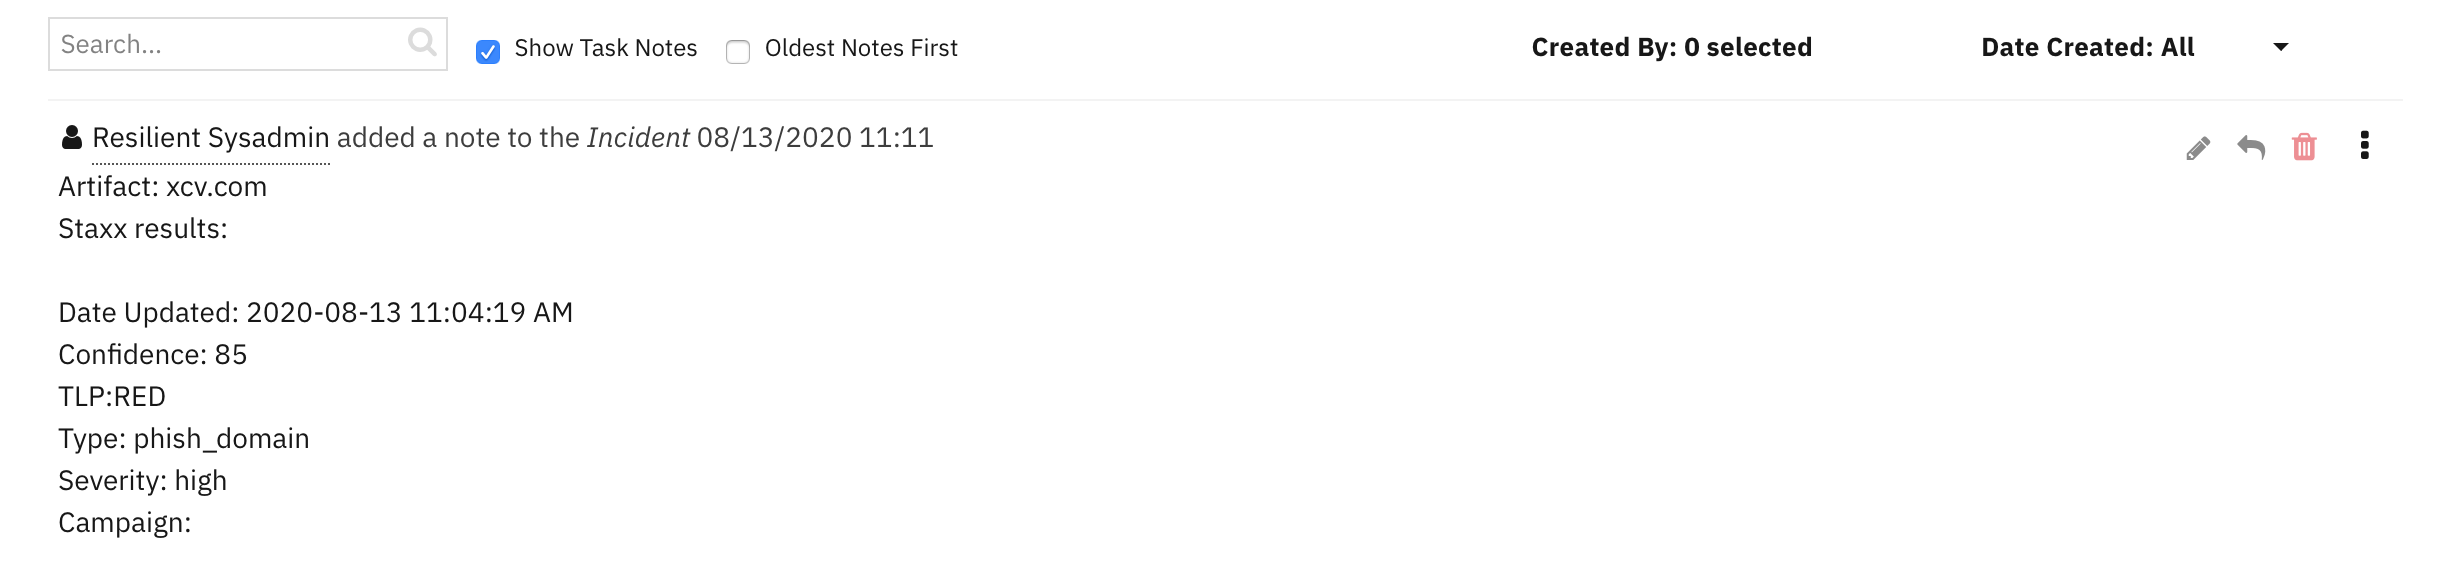 Search...
Show Task Notes
Oldest Notes First
Created By: 0 selected
Date Created: All
Resilient Sysadmin added a note to the Incident 08/13/2020 11:11
Artifact: xcv.com
Staxx results:
Date Updated: 2020-08-13 11:04:19 AM
Confidence: 85
TLP:RED
Type: phish_domain
Severity: high
Campaign: